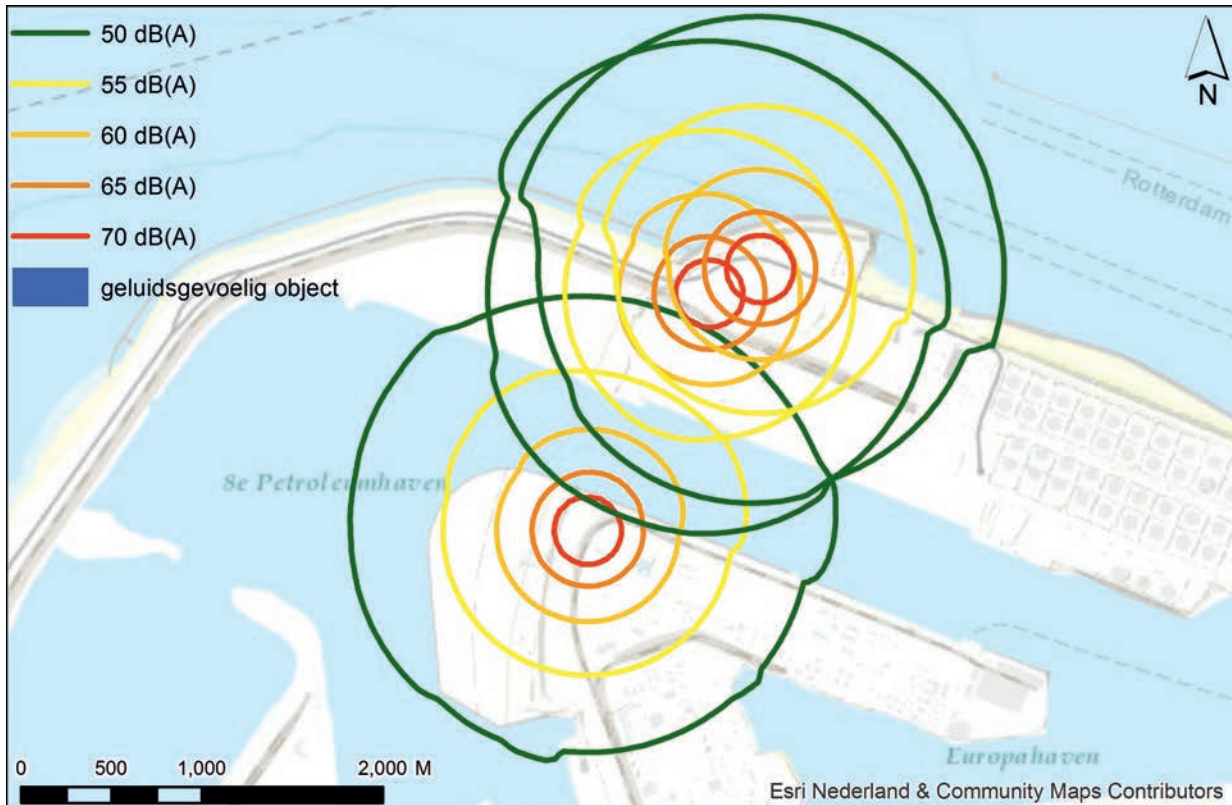 50 dB(A)
55 dB(A)
60 dB(A)
65 dB(A)
70 dB(A)
geluidsgevoelig object
N
Rotterdam
8e Petroleumhaven
Europahaven
0 500 1,000 2,000 M
Esri Nederland & Community Maps Contributors